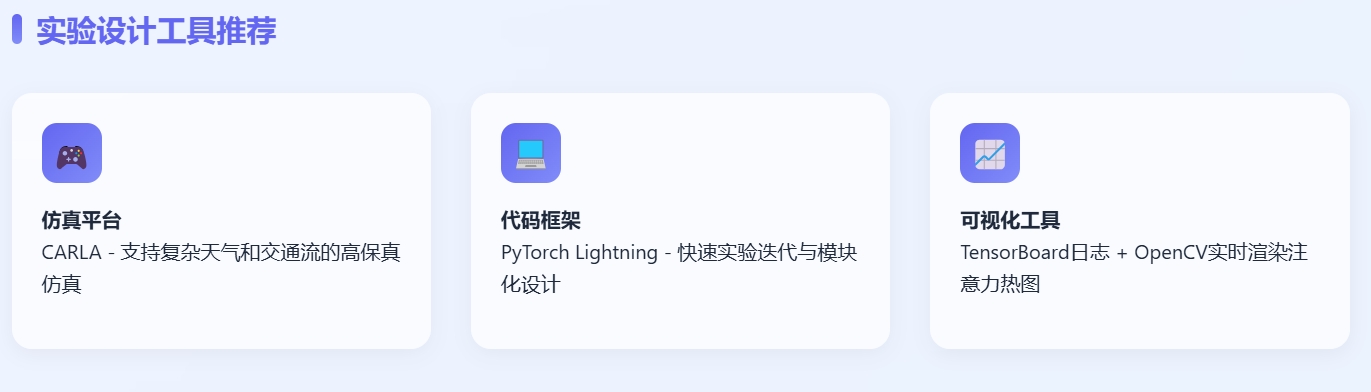 实验设计工具推荐
仿真平台
CARLA - 支持复杂天气和交通流的高保真
仿真
代码框架
PyTorch Lightning - 快速实验迭代与模块
化设计
可视化工具
TensorBoard日志 + OpenCV实时渲染注
意力热图